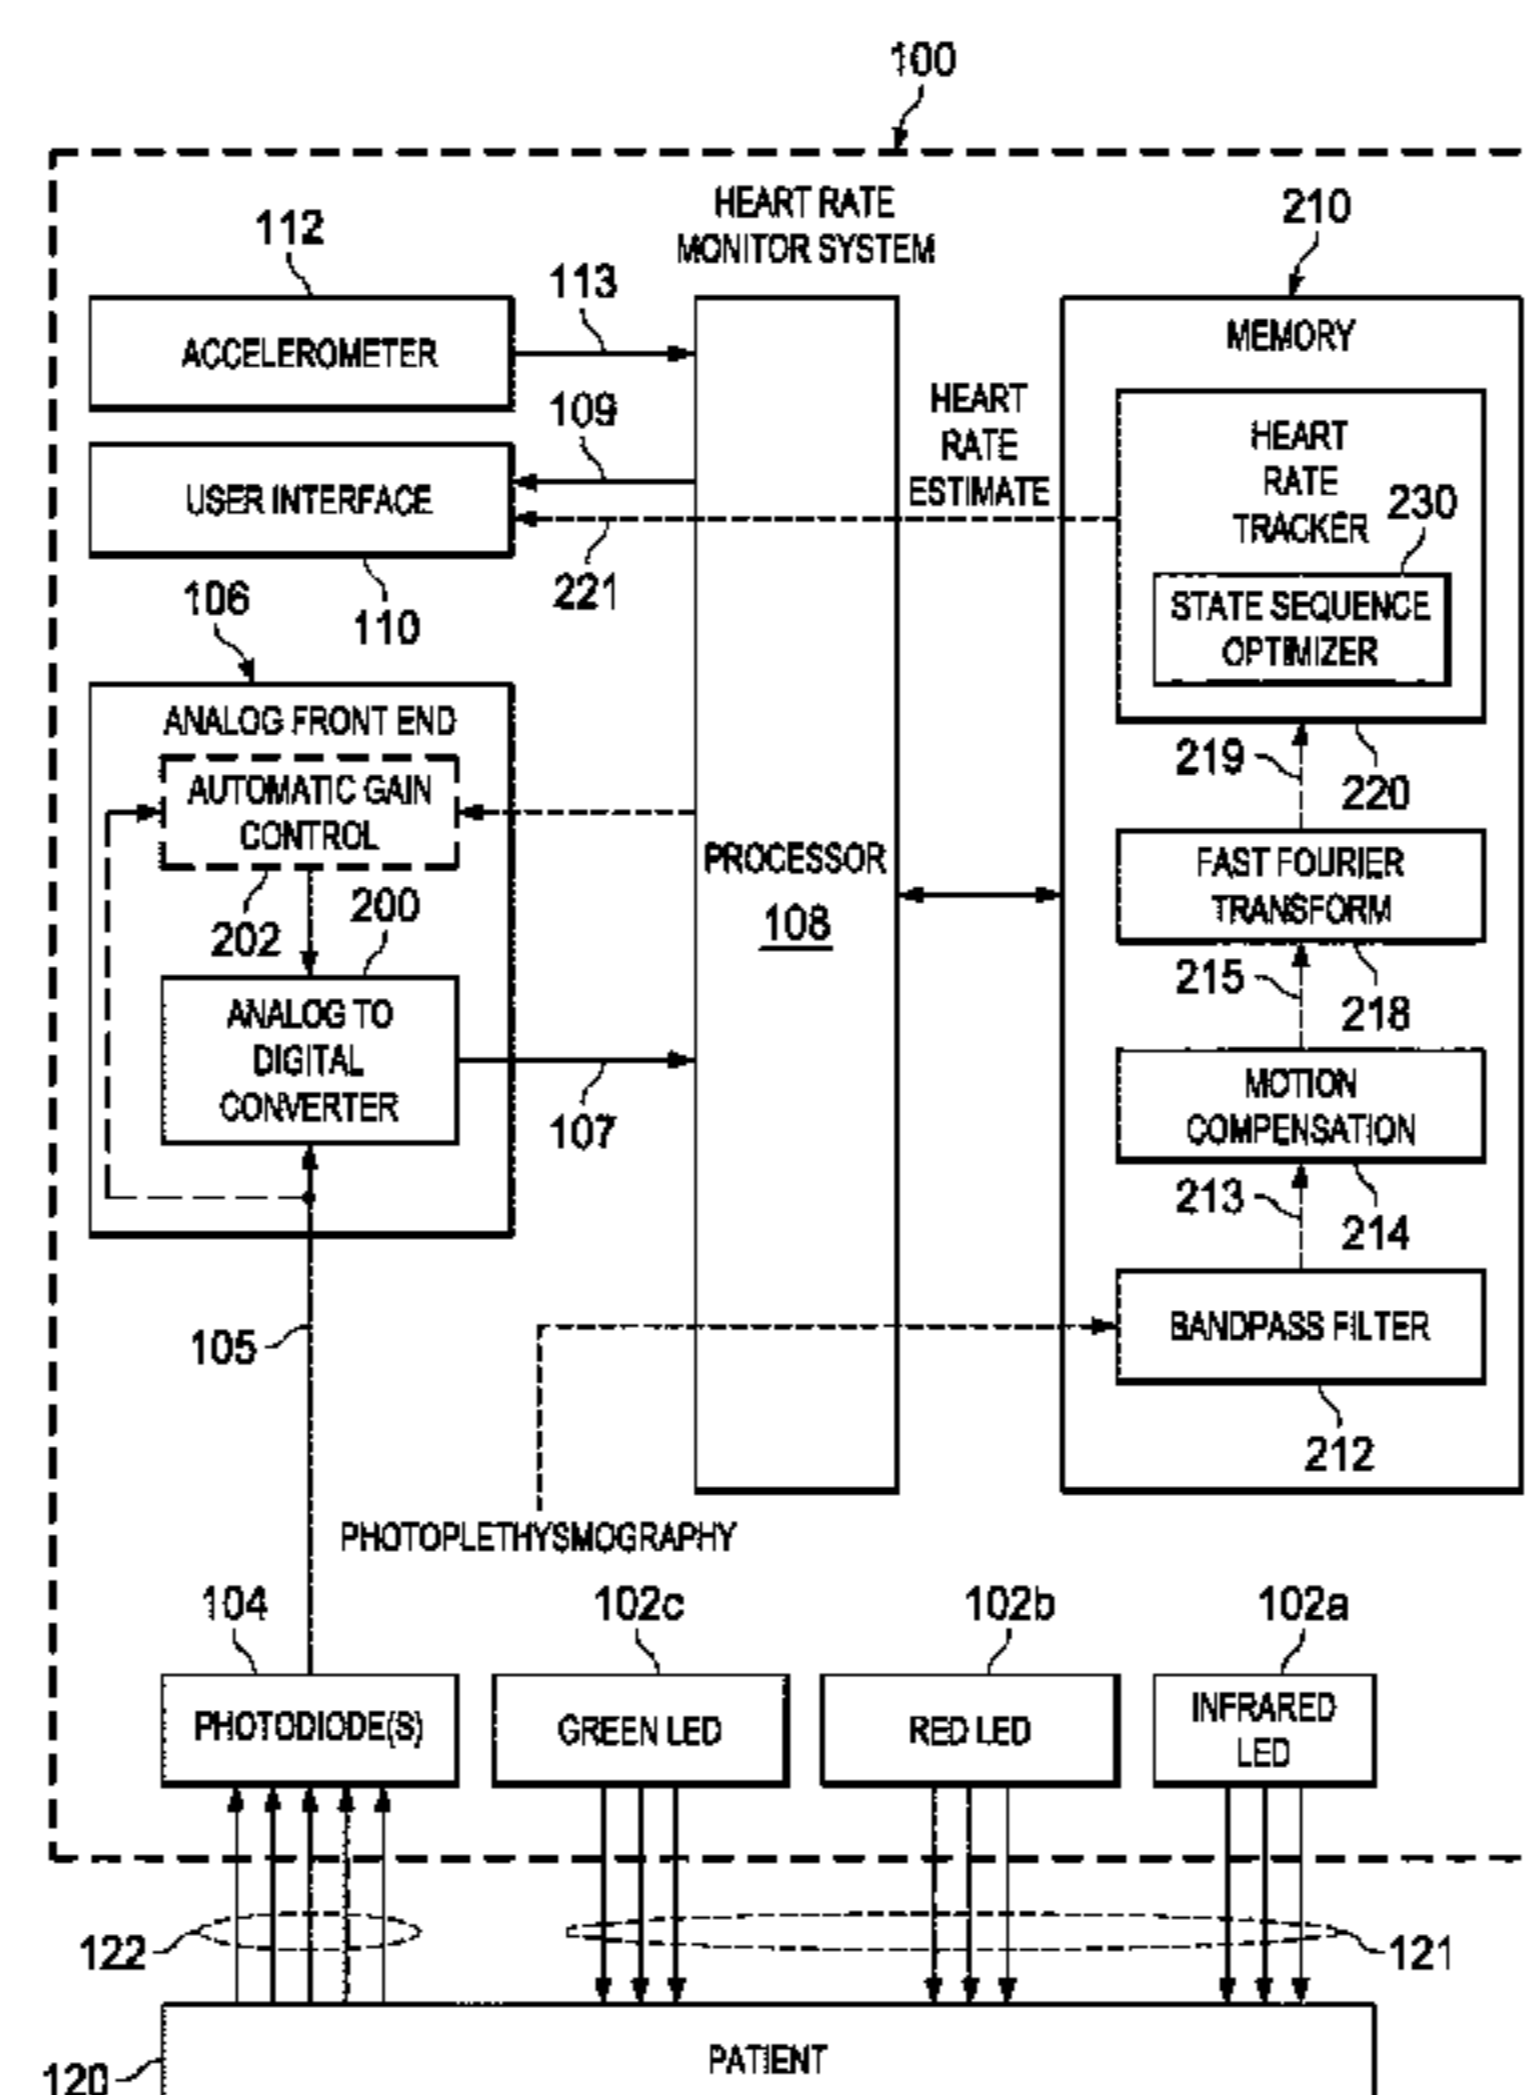 100
HEART RATE
MONITOR SYSTEM
112
113
210
ACCELEROMETER
MEMORY
109
HEART
RATE
ESTIMATE
USER INTERFACE
HEART
RATE
TRACKER
230
221
106
110
STATE SEQUENCE
OPTIMIZER
ANALOG FRONT END
219
220
AUTOMATIC GAIN
CONTROL
PROCESSOR
108
FAST FOURIER
TRANSFORM
202
200
215
218
ANALOG TO
DIGITAL
CONVERTER
107
MOTION
COMPENSATION
213
214
105
BANDPASS FILTER
212
PHOTOPLETHYSMOGRAPHY
104
102c
102b
102a
PHOTODIODE(S)
GREEN LED
RED LED
INFRARED
LED
122
121
PATIENT
120